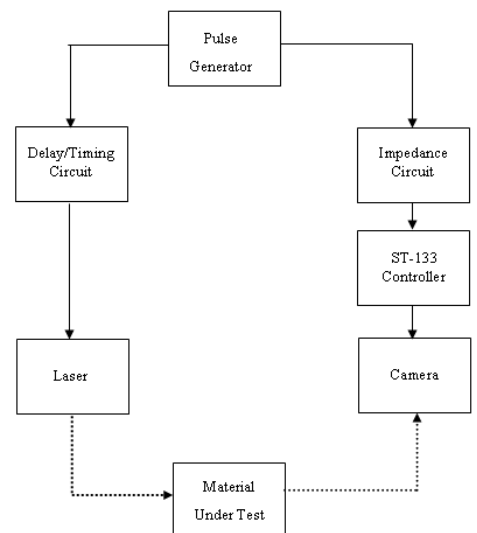 Pulse
Generator
Delay/Timing
Circuit
Impedance
Circuit
ST-133
Controller
Laser
Camera
Material
Under Test